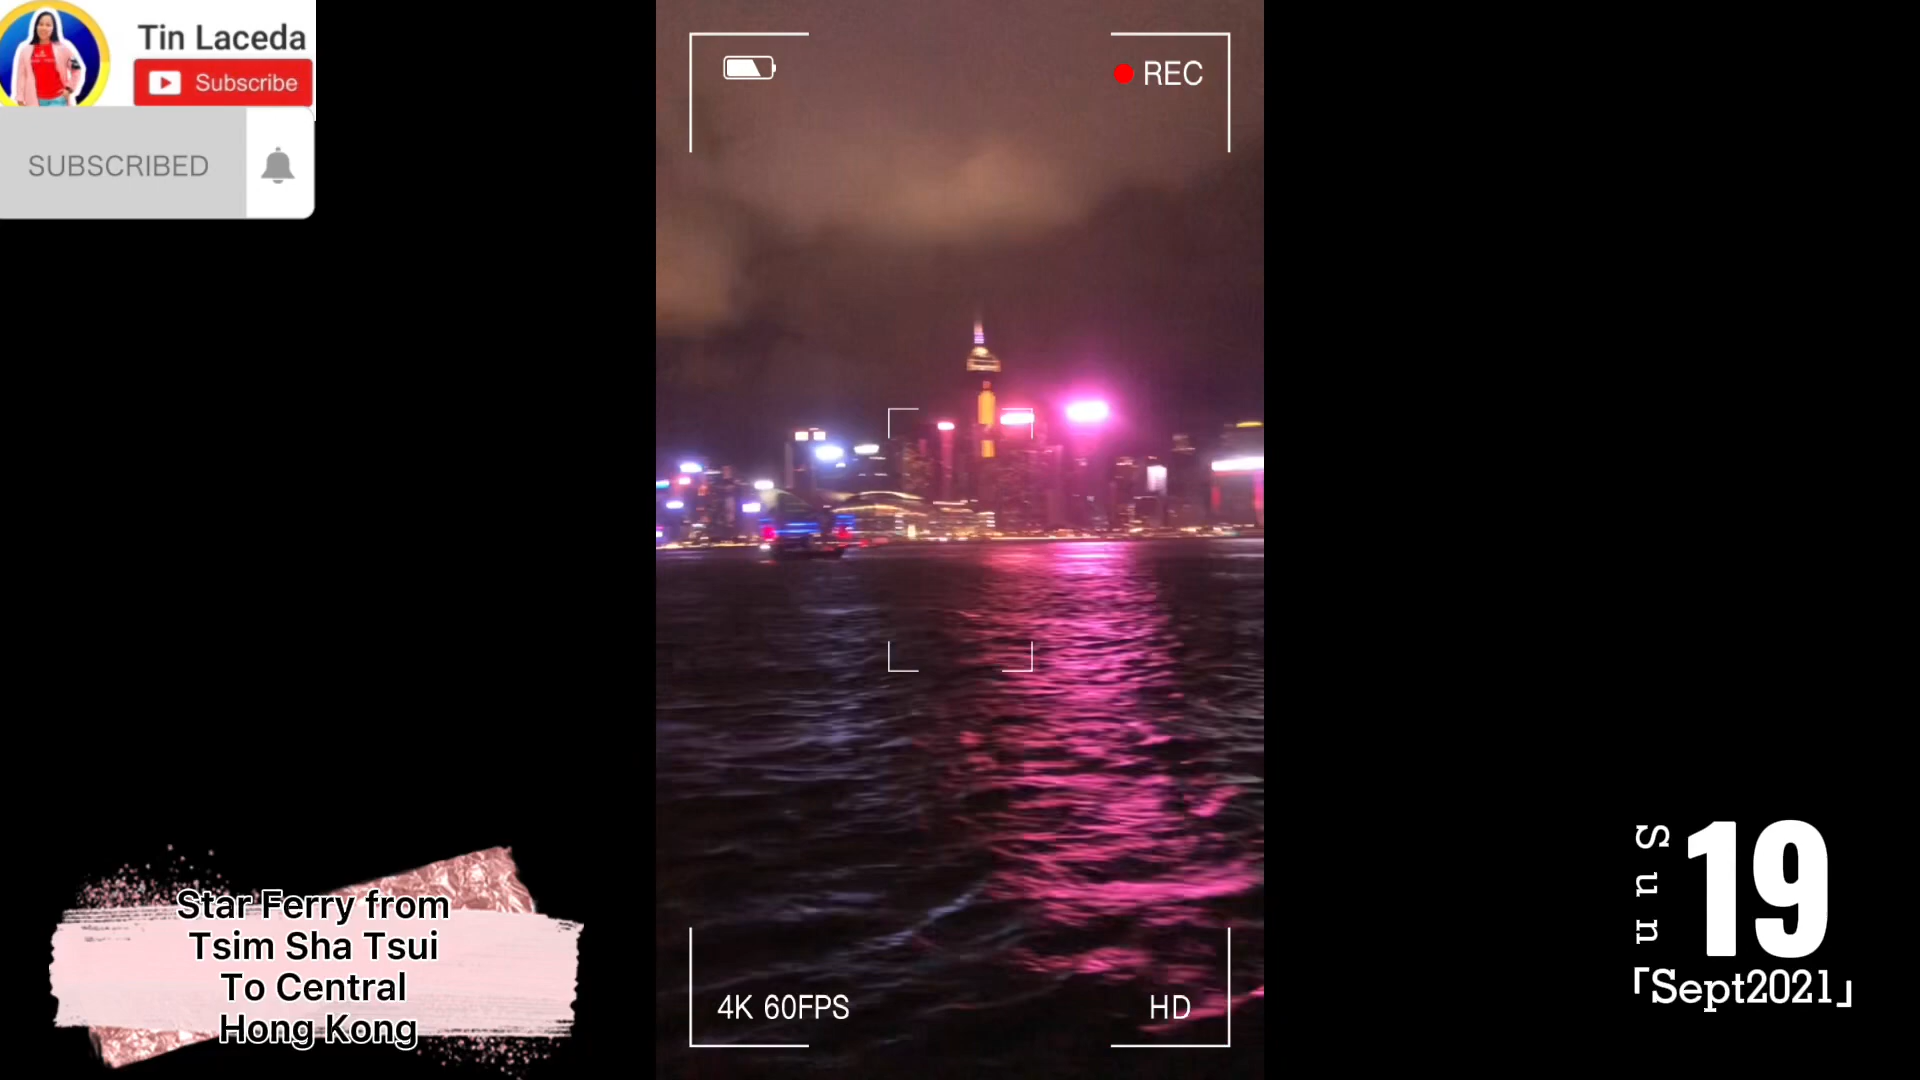 Tin Laceda
Subscribe
SUBSCRIBED
REC
4K 60FPS
HD
Star Ferry from
Tsim Sha Tsui
To Central
Hong Kong
Sun
19
「Sept2021」